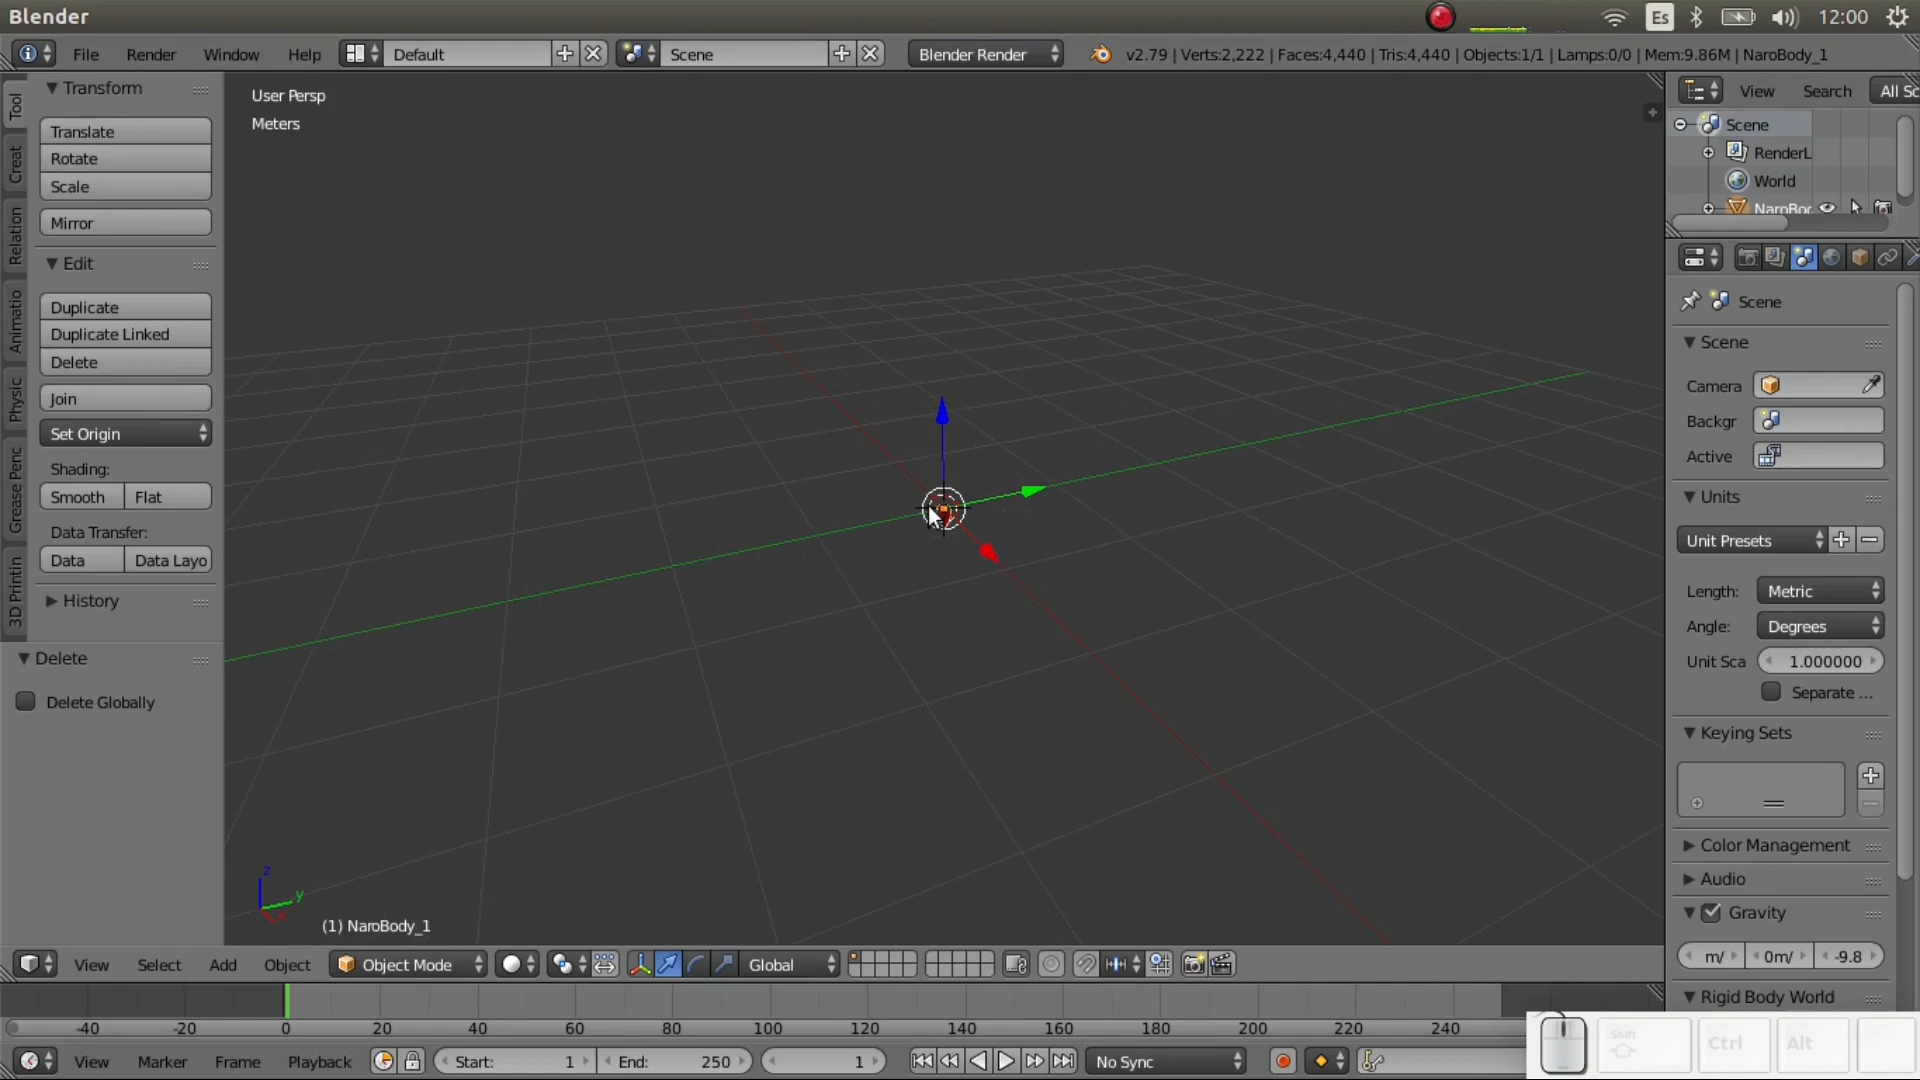 Blender
Es
12:00
File Render Window Help Default Scene Blender Render v2.79 | Verts:2,222 | Faces:4,440 | Tris:4,440 | Objects:1/1 | Lamps:0/0 | Mem:9.86M | NaroBody_1
Tool
Creat
Relation
Animatio
Physic
Grease Penc
3D Printin
Transform
Translate
Rotate
Scale
Mirror
Edit
Duplicate
Duplicate Linked
Delete
Join
Set Origin
Shading:
Smooth Flat
Data Transfer:
Data Data Layo
History
Delete
Delete Globally
User Persp
Meters
z
y
x
(1) NaroBody_1
View Search All Sc
Scene
RenderL
World
NaroBod
Scene
Scene
Camera
Backgr
Active
Units
Unit Presets
Length: Metric
Angle: Degrees
Unit Sca 1.000000
Separate ...
Keying Sets
Color Management
Audio
Gravity
m/ 0m/ -9.8
Rigid Body World
View Select Add Object Object Mode Global
-40 -20 0 20 40 60 80 100 120 140 160 180 200 220 240
View Marker Frame Playback Start: 1 End: 250 1 No Sync
Shift
Ctrl Alt